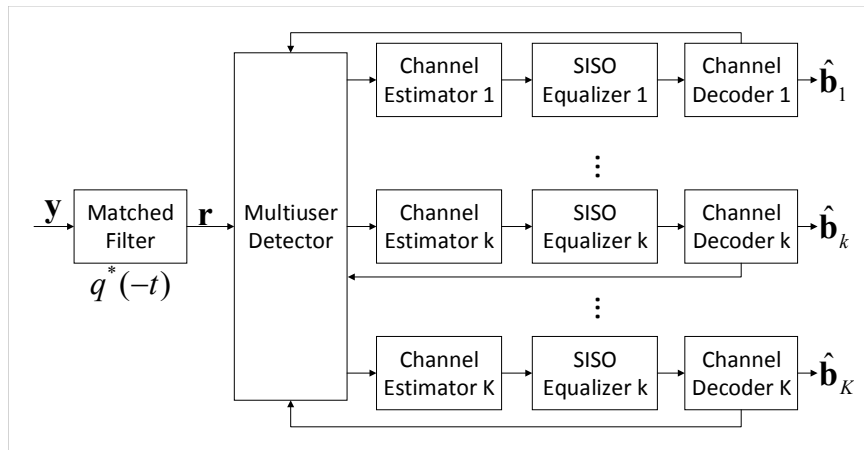 Channel
Estimator 1
SISO
Equalizer 1
Channel
Decoder 1
b̂₁
⋮
y
Matched
Filter
q*(−t)
r
Multiuser
Detector
Channel
Estimator k
SISO
Equalizer k
Channel
Decoder k
b̂ₖ
⋮
Channel
Estimator K
SISO
Equalizer k
Channel
Decoder K
b̂_K